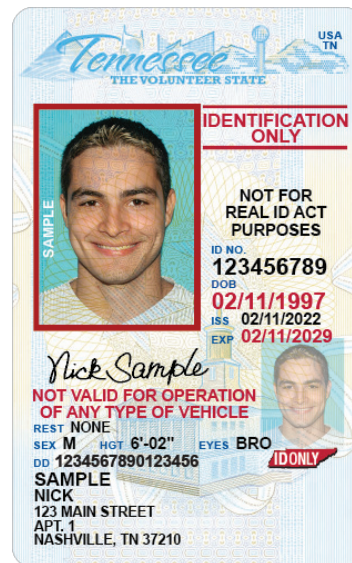 USA
TN
Tennessee
THE VOLUNTEER STATE
IDENTIFICATION
ONLY
SAMPLE
NOT FOR
REAL ID ACT
PURPOSES
ID NO.
123456789
DOB
02/11/1997
ISS 02/11/2022
EXP 02/11/2029
Nick Sample
NOT VALID FOR OPERATION
OF ANY TYPE OF VEHICLE
REST NONE
SEX M HGT 6'-02" EYES BRO
DD 1234567890123456
ID ONLY
SAMPLE
NICK
123 MAIN STREET
APT. 1
NASHVILLE, TN 37210